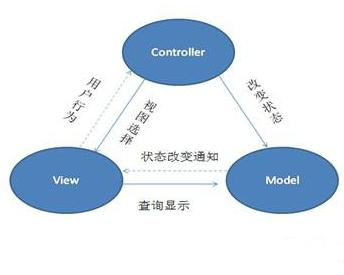 Controller
用户行为
视图选择
改变状态
状态改变通知
View
Model
查询显示